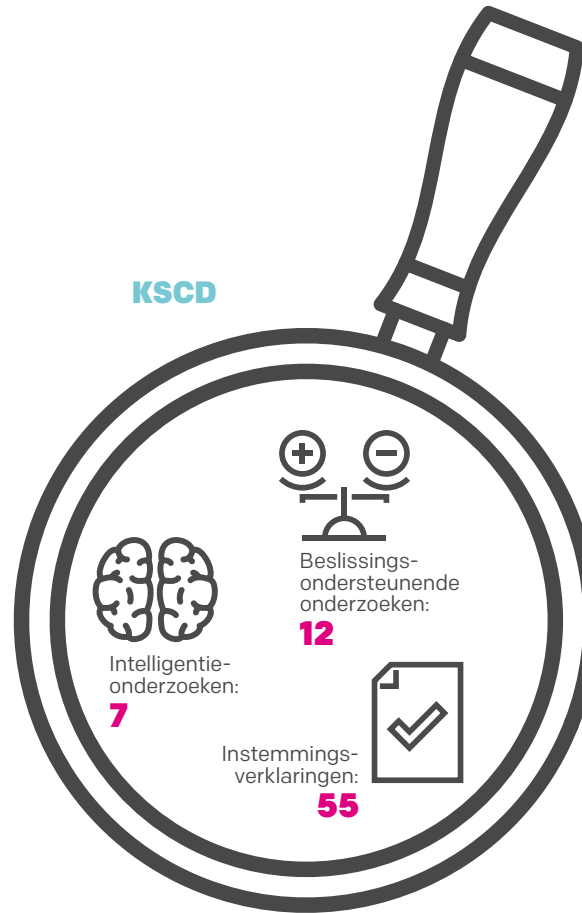 KSCD
Beslissings-
ondersteunende
onderzoeken:
12
Intelligentie-
onderzoeken:
7
Instemmings-
verklaringen:
55